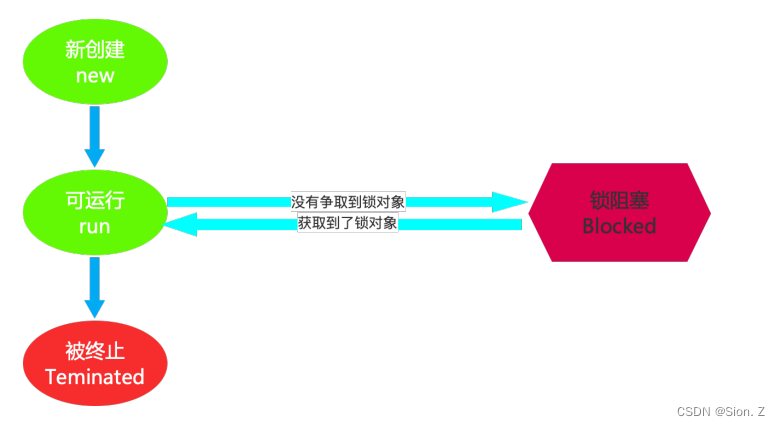 新创建
new
可运行
run
没有争取到锁对象
获取到了锁对象
锁阻塞
Blocked
被终止
Teminated
CSDN @Sion. Z